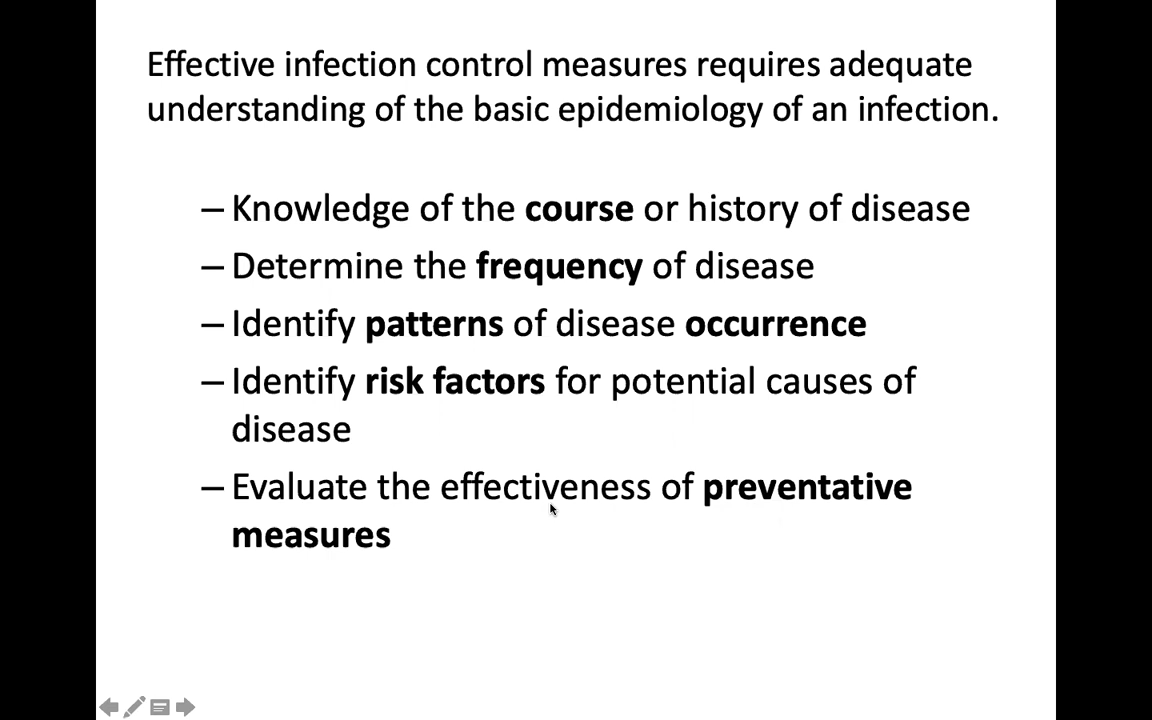 Effective infection control measures requires adequate
understanding of the basic epidemiology of an infection.
– Knowledge of the course or history of disease
– Determine the frequency of disease
– Identify patterns of disease occurrence
– Identify risk factors for potential causes of
disease
– Evaluate the effectiveness of preventative
measures